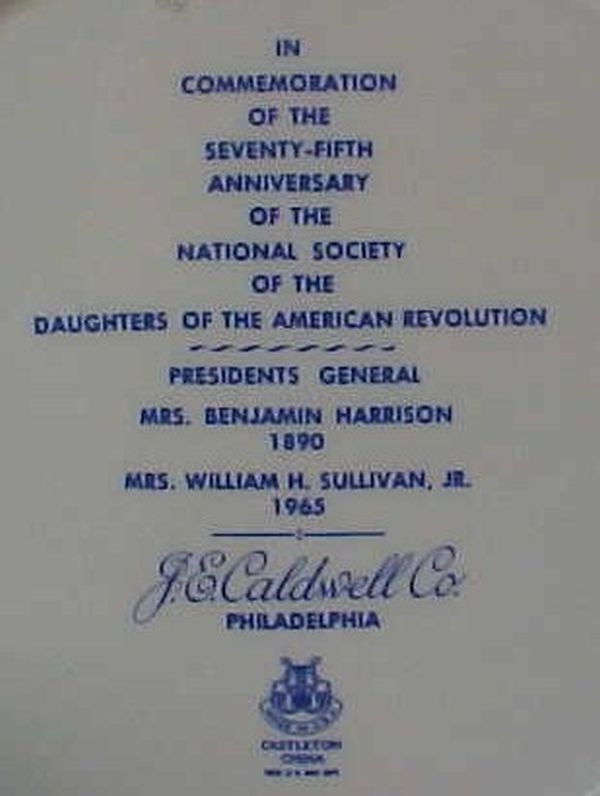 IN
COMMEMORATION
OF THE
SEVENTY-FIFTH
ANNIVERSARY
OF THE
NATIONAL SOCIETY
OF THE
DAUGHTERS OF THE AMERICAN REVOLUTION
PRESIDENTS GENERAL
MRS. BENJAMIN HARRISON
1890
MRS. WILLIAM H. SULLIVAN, JR.
1965
J.E. Caldwell Co.
PHILADELPHIA
CASTLETON
CHINA